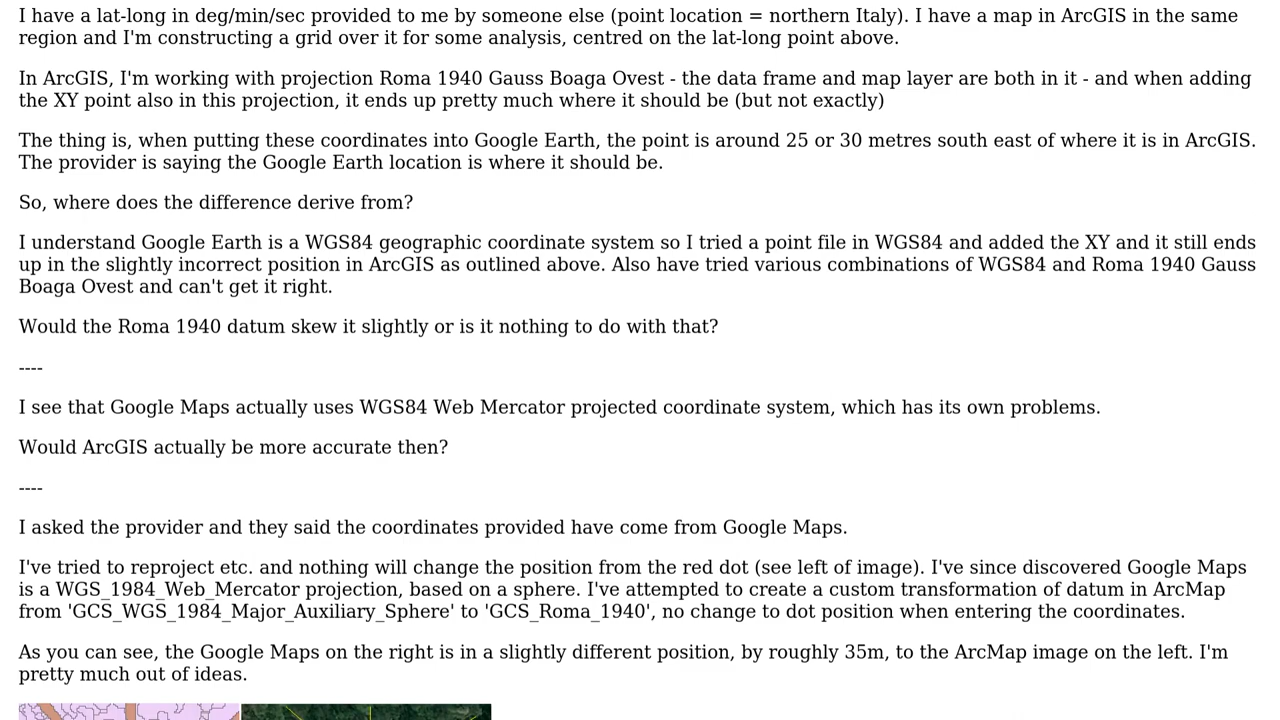 I have a lat-long in deg/min/sec provided to me by someone else (point location = northern Italy). I have a map in ArcGIS in the same
region and I'm constructing a grid over it for some analysis, centred on the lat-long point above.
In ArcGIS, I'm working with projection Roma 1940 Gauss Boaga Ovest - the data frame and map layer are both in it - and when adding
the XY point also in this projection, it ends up pretty much where it should be (but not exactly)
The thing is, when putting these coordinates into Google Earth, the point is around 25 or 30 metres south east of where it is in ArcGIS.
The provider is saying the Google Earth location is where it should be.
So, where does the difference derive from?
I understand Google Earth is a WGS84 geographic coordinate system so I tried a point file in WGS84 and added the XY and it still ends
up in the slightly incorrect position in ArcGIS as outlined above. Also have tried various combinations of WGS84 and Roma 1940 Gauss
Boaga Ovest and can't get it right.
Would the Roma 1940 datum skew it slightly or is it nothing to do with that?
----
I see that Google Maps actually uses WGS84 Web Mercator projected coordinate system, which has its own problems.
Would ArcGIS actually be more accurate then?
----
I asked the provider and they said the coordinates provided have come from Google Maps.
I've tried to reproject etc. and nothing will change the position from the red dot (see left of image). I've since discovered Google Maps
is a WGS_1984_Web_Mercator projection, based on a sphere. I've attempted to create a custom transformation of datum in ArcMap
from 'GCS_WGS_1984_Major_Auxiliary_Sphere' to 'GCS_Roma_1940', no change to dot position when entering the coordinates.
As you can see, the Google Maps on the right is in a slightly different position, by roughly 35m, to the ArcMap image on the left. I'm
pretty much out of ideas.